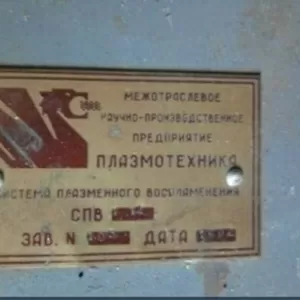 МЕЖОТРАСЛЕВОЕ
НАУЧНО-ПРОИЗВОДСТВЕННОЕ
ПРЕДПРИЯТИЕ
ПЛАЗМОТЕХНИКА
СИСТЕМА ПЛАЗМЕННОГО ВОСПЛАМЕНЕНИЯ
СПВ
ЗАВ. N ДАТА